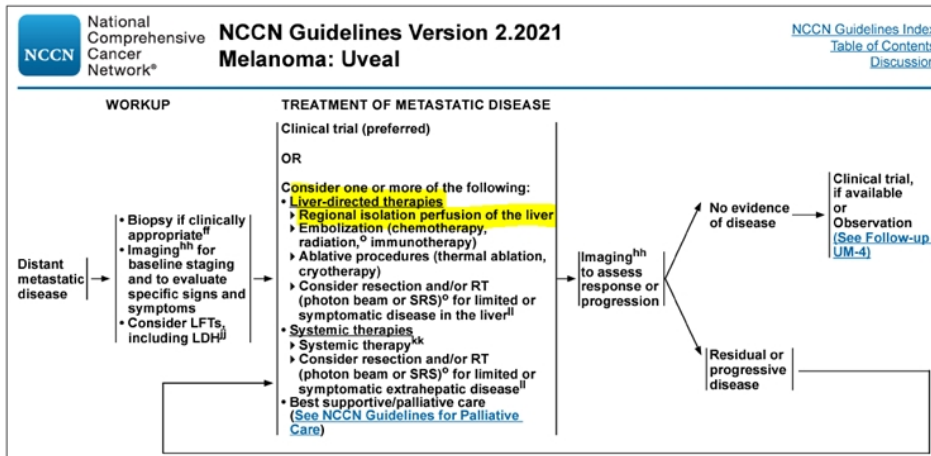 National
Comprehensive
Cancer
Network®
NCCN
NCCN Guidelines Version 2.2021
Melanoma: Uveal
NCCN Guidelines Index
Table of Contents
Discussion
WORKUP
TREATMENT OF METASTATIC DISEASE
Distant
metastatic
disease
• Biopsy if clinically
appropriateff
• Imaginghh for
baseline staging
and to evaluate
specific signs and
symptoms
• Consider LFTs,
including LDHjj
Clinical trial (preferred)
OR
Consider one or more of the following:
• Liver-directed therapies
Regional isolation perfusion of the liver
Embolization (chemotherapy,
radiation,o immunotherapy)
Ablative procedures (thermal ablation,
cryotherapy)
Consider resection and/or RT
(photon beam or SRS)o for limited or
symptomatic disease in the liverll
• Systemic therapies
Systemic therapykk
Consider resection and/or RT
(photon beam or SRS)o for limited or
symptomatic extrahepatic diseasell
• Best supportive/palliative care
(See NCCN Guidelines for Palliative
Care)
Imaginghh
to assess
response or
progression
No evidence
of disease
Clinical trial,
if available
or
Observation
(See Follow-up
UM-4)
Residual or
progressive
disease